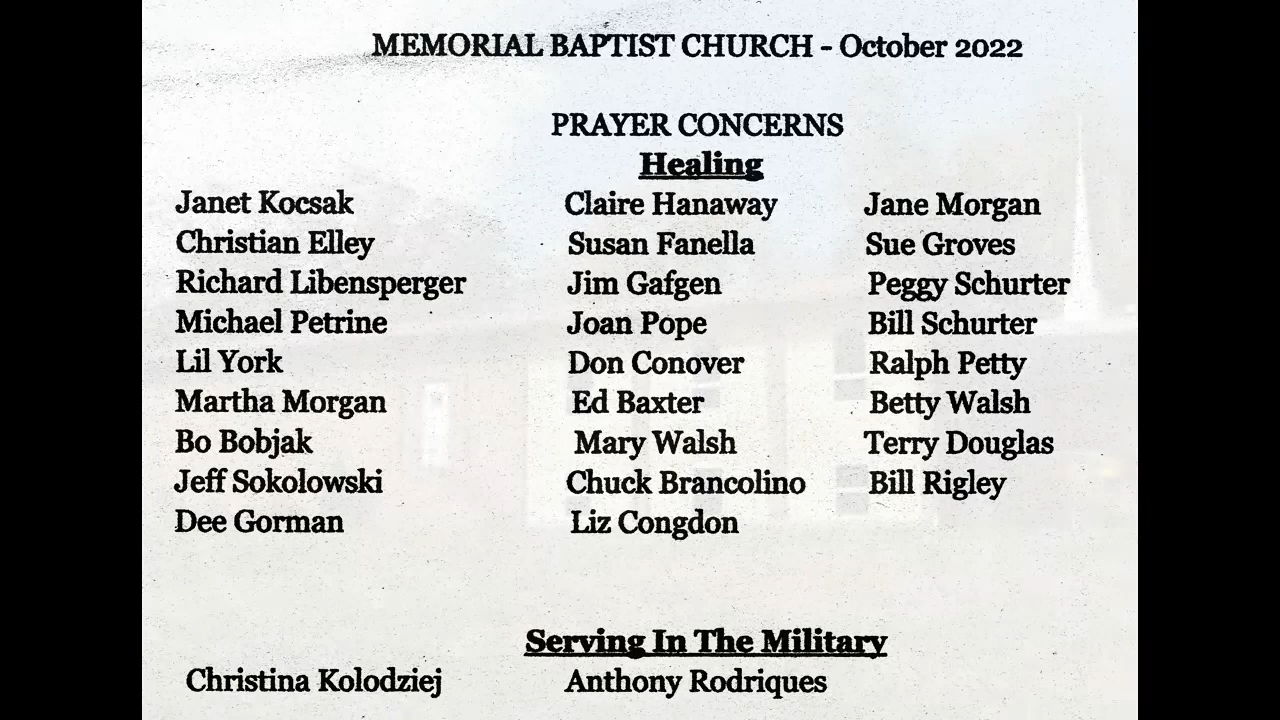 MEMORIAL BAPTIST CHURCH - October 2022
PRAYER CONCERNS
Healing
Janet Kocsak Claire Hanaway Jane Morgan
Christian Elley Susan Fanella Sue Groves
Richard Libensperger Jim Gafgen Peggy Schurter
Michael Petrine Joan Pope Bill Schurter
Lil York Don Conover Ralph Petty
Martha Morgan Ed Baxter Betty Walsh
Bo Bobjak Mary Walsh Terry Douglas
Jeff Sokolowski Chuck Brancolino Bill Rigley
Dee Gorman Liz Congdon
Serving In The Military
Christina Kolodziej Anthony Rodriques